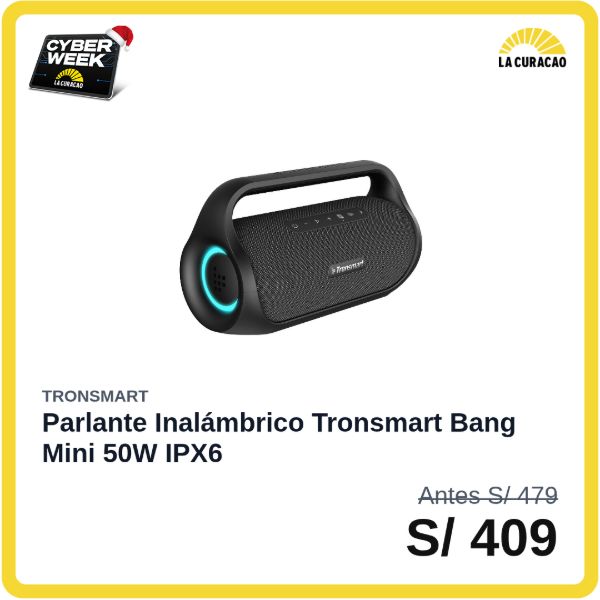 CYBER
WEEK
LA CURACAO
LA CURACAO
Tronsmart
TRONSMART
Parlante Inalámbrico Tronsmart Bang
Mini 50W IPX6
Antes S/ 479
S/ 409